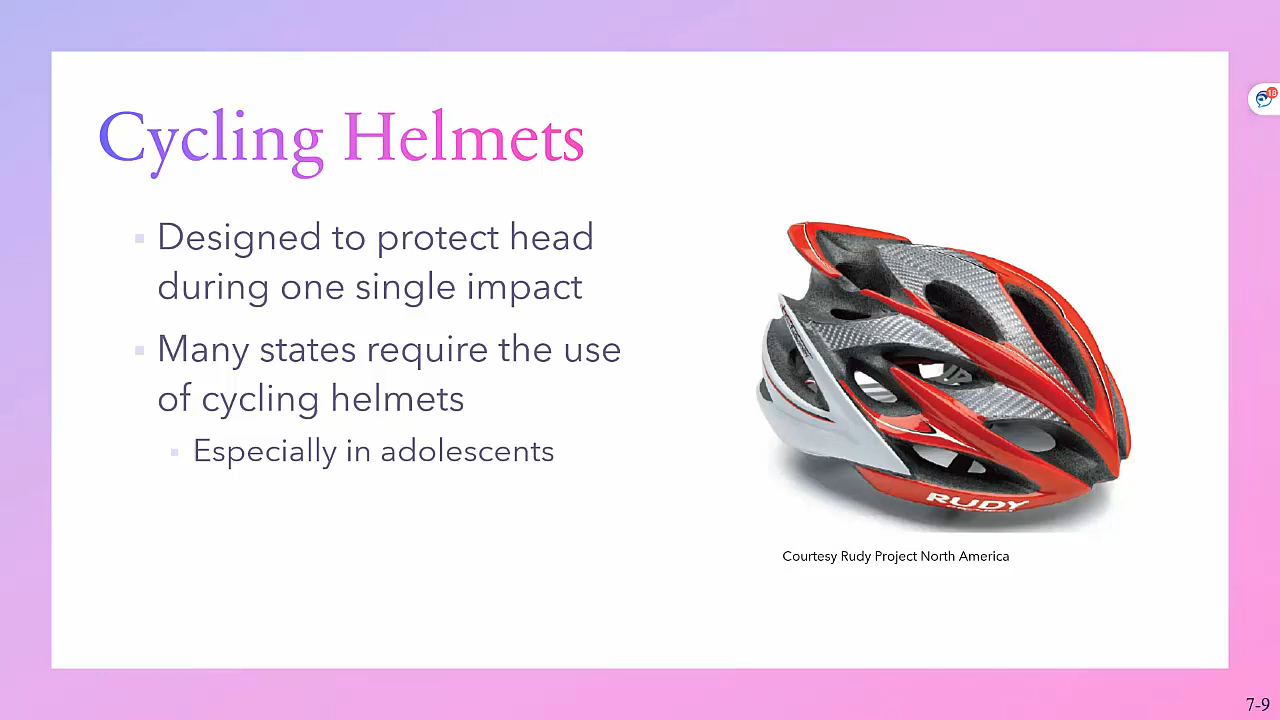 Cycling Helmets
Designed to protect head
during one single impact
Many states require the use
of cycling helmets
Especially in adolescents
RUDY
Courtesy Rudy Project North America
18
7-9